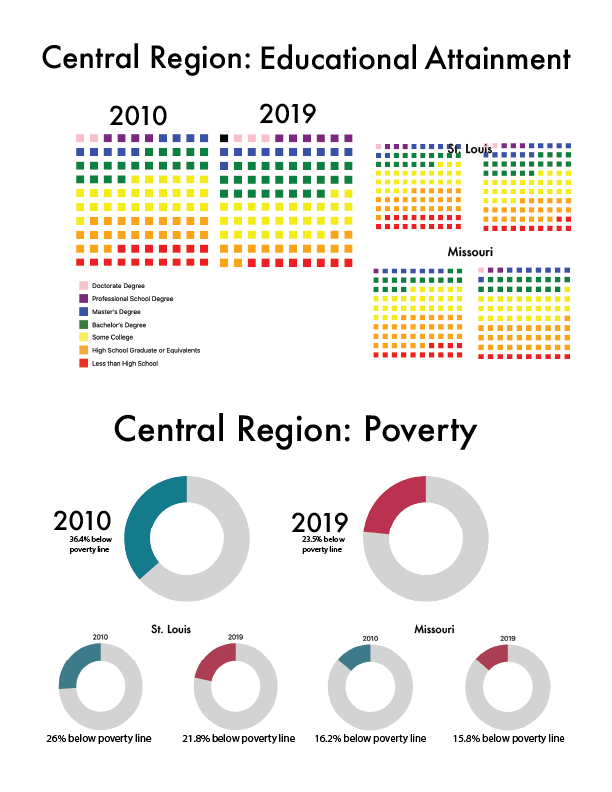 Central Region: Educational Attainment
2010
2019
St. Louis
Missouri
Doctorate Degree
Professional School Degree
Master's Degree
Bachelor's Degree
Some College
High School Graduate or Equivalents
Less than High School
Central Region: Poverty
2010
36.4% below
poverty line
2019
23.5% below
poverty line
St. Louis
Missouri
2010
2019
2010
2019
26% below poverty line
21.8% below poverty line
16.2% below poverty line
15.8% below poverty line